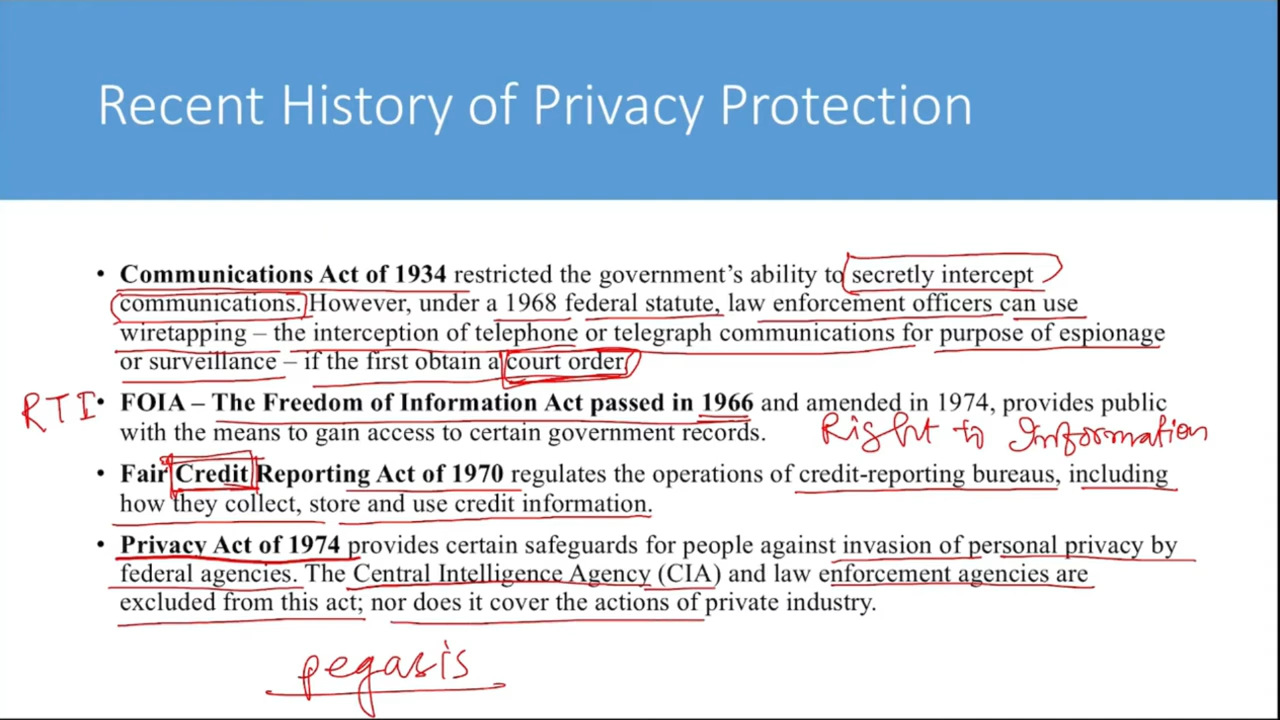 Recent History of Privacy Protection
• Communications Act of 1934 restricted the government's ability to secretly intercept
communications. However, under a 1968 federal statute, law enforcement officers can use
wiretapping – the interception of telephone or telegraph communications for purpose of espionage
or surveillance – if the first obtain a court order.
RTI • FOIA – The Freedom of Information Act passed in 1966 and amended in 1974, provides public
with the means to gain access to certain government records. Right to Information
• Fair Credit Reporting Act of 1970 regulates the operations of credit-reporting bureaus, including
how they collect, store and use credit information.
• Privacy Act of 1974 provides certain safeguards for people against invasion of personal privacy by
federal agencies. The Central Intelligence Agency (CIA) and law enforcement agencies are
excluded from this act; nor does it cover the actions of private industry.
pegasis